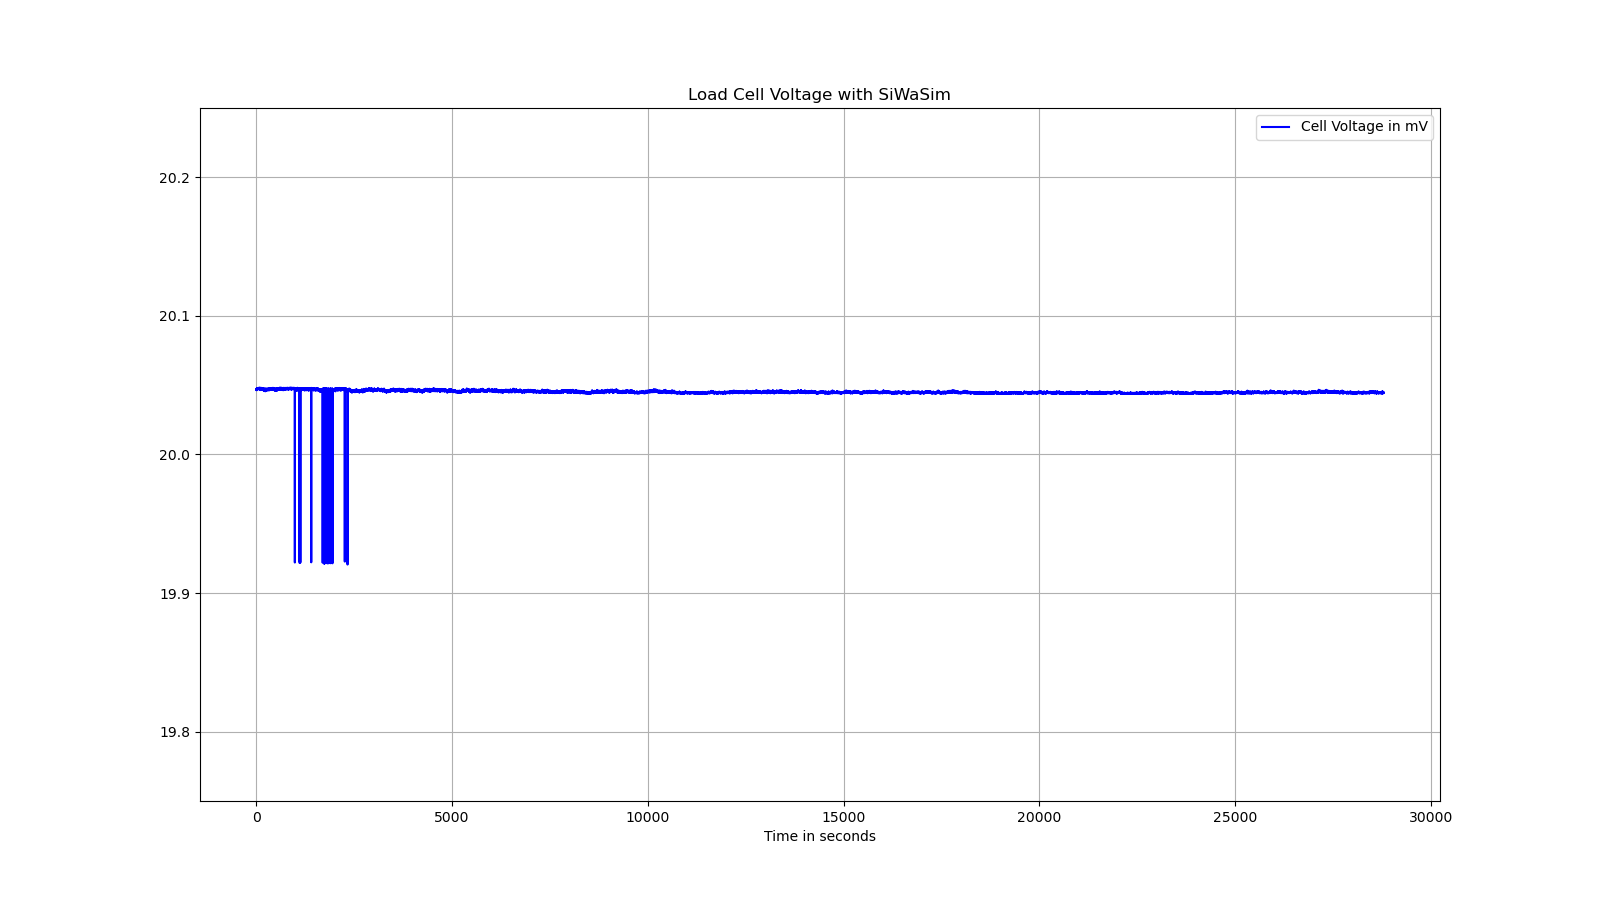 Load Cell Voltage with SiWaSim
Cell Voltage in mV
20.2
20.1
20.0
19.9
19.8
0 5000 10000 15000 20000 25000 30000
Time in seconds